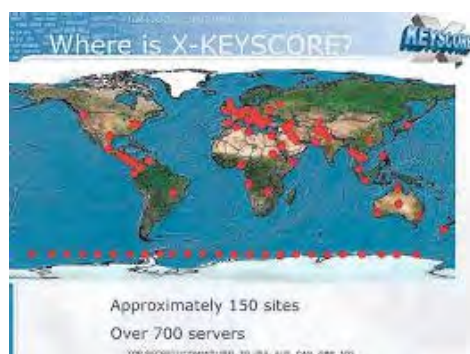 Where is X-KEYSCORE?
KEYSCORE
Approximately 150 sites
Over 700 servers